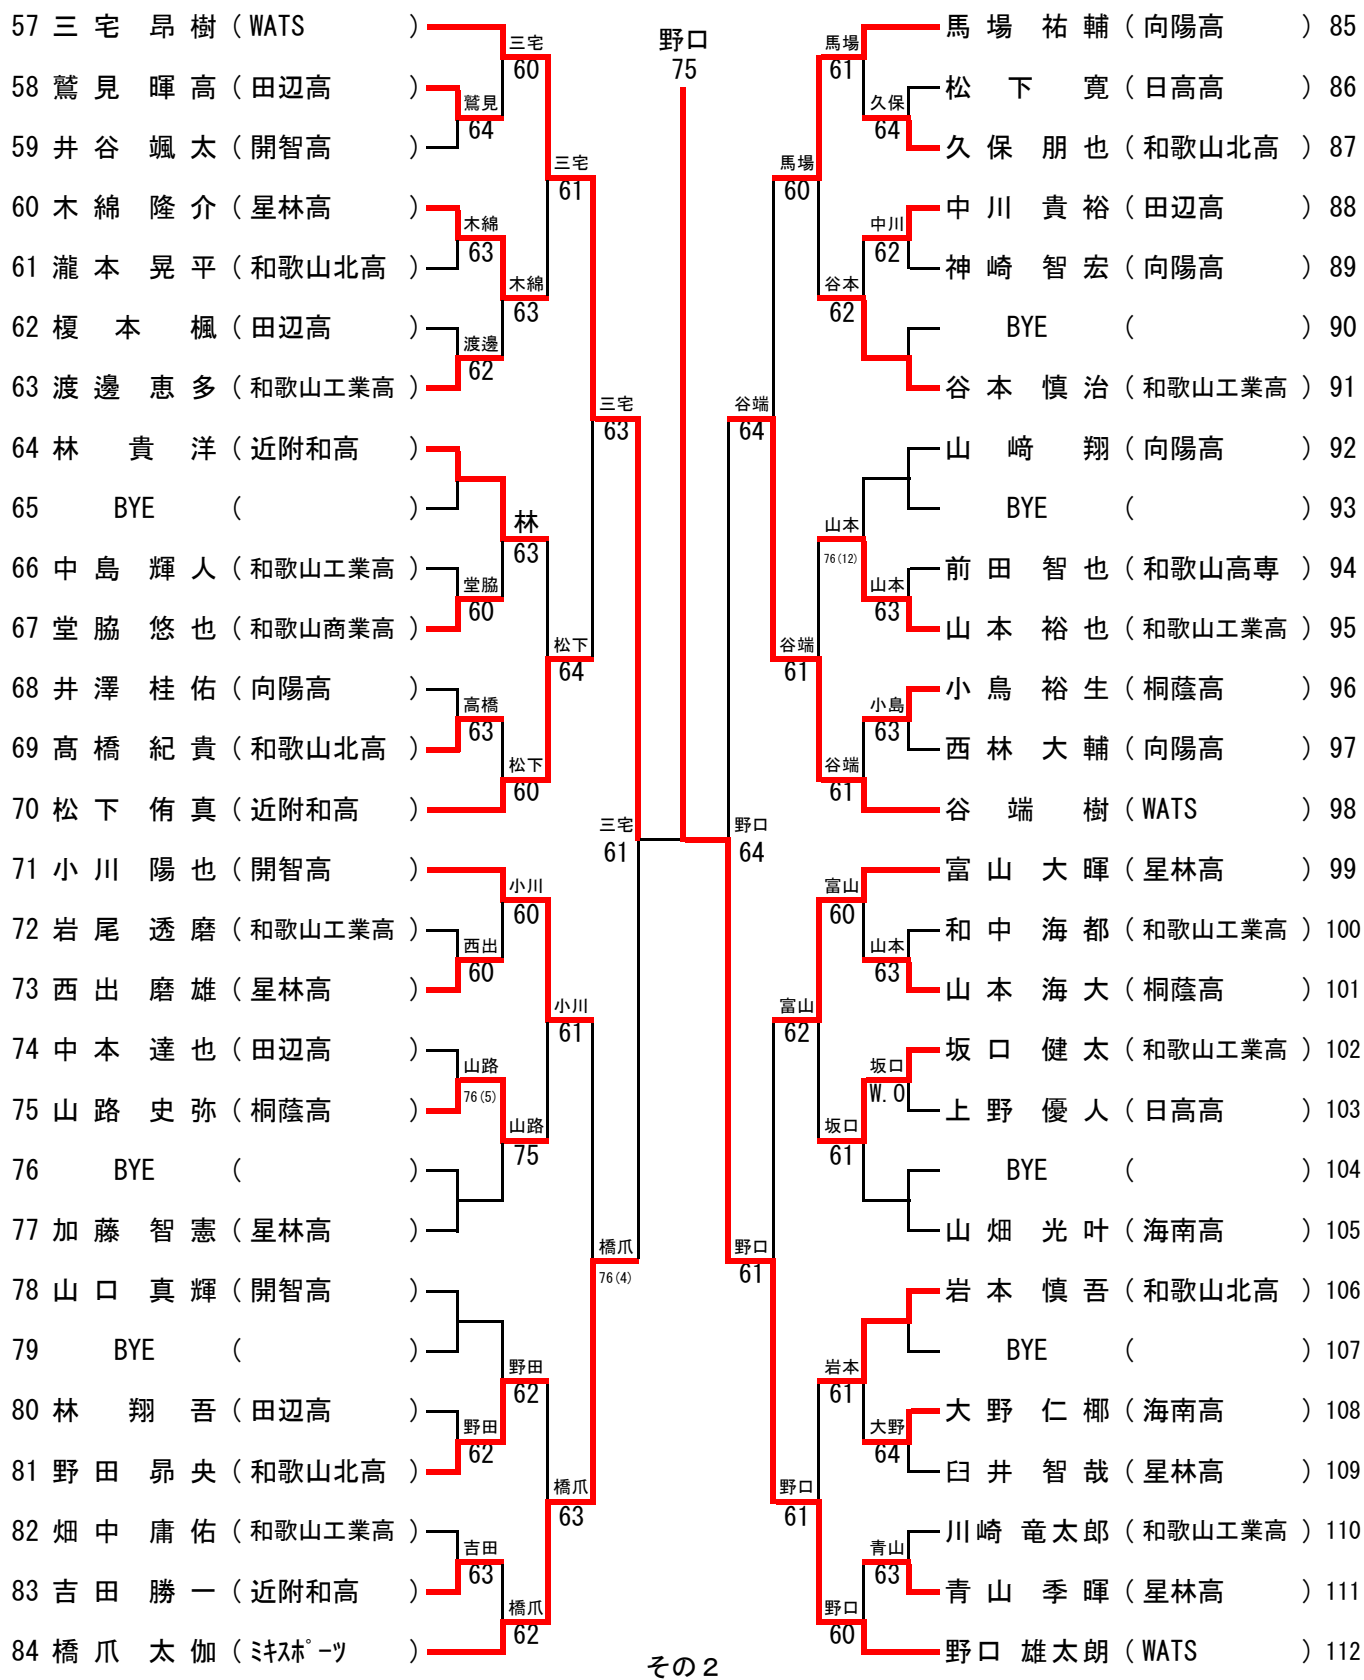 野口
75
57 三宅 昂樹 ( WATS )
58 鷲見 暉高 ( 田辺高 )
59 井谷 颯太 ( 開智高 )
60 木綿 隆介 ( 星林高 )
61 瀧本 晃平 ( 和歌山北高 )
62 榎本 楓 ( 田辺高 )
63 渡邊 恵多 ( 和歌山工業高 )
64 林 貴洋 ( 近附和高 )
65 BYE ( )
66 中島 輝人 ( 和歌山工業高 )
67 堂脇 悠也 ( 和歌山商業高 )
68 井澤 桂佑 ( 向陽高 )
69 髙橋 紀貴 ( 和歌山北高 )
70 松下 侑真 ( 近附和高 )
71 小川 陽也 ( 開智高 )
72 岩尾 透磨 ( 和歌山工業高 )
73 西出 磨雄 ( 星林高 )
74 中本 達也 ( 田辺高 )
75 山路 史弥 ( 桐蔭高 )
76 BYE ( )
77 加藤 智憲 ( 星林高 )
78 山口 真輝 ( 開智高 )
79 BYE ( )
80 林 翔吾 ( 田辺高 )
81 野田 昴央 ( 和歌山北高 )
82 畑中 庸佑 ( 和歌山工業高 )
83 吉田 勝一 ( 近附和高 )
84 橋爪 太伽 ( ミキスポーツ )
鷲見
64
木綿
63
渡邊
62
堂脇
60
高橋
63
西出
60
山路
76(5)
野田
62
吉田
63
三宅
60
木綿
63
林
63
松下
60
小川
60
山路
75
野田
62
橋爪
62
三宅
61
松下
64
小川
61
橋爪
63
三宅
63
橋爪
76(4)
三宅
61
野口
64
谷端
64
野口
61
馬場
60
谷端
61
富山
62
野口
61
馬場
61
谷本
62
山本
76(12)
谷端
61
富山
60
坂口
61
岩本
61
野口
60
久保
64
中川
62
山本
63
小島
63
山本
63
坂口
W.O
大野
64
青山
63
馬場 祐輔 ( 向陽高 ) 85
松下 寛 ( 日高高 ) 86
久保 朋也 ( 和歌山北高 ) 87
中川 貴裕 ( 田辺高 ) 88
神崎 智宏 ( 向陽高 ) 89
BYE ( ) 90
谷本 慎治 ( 和歌山工業高 ) 91
山﨑 翔 ( 向陽高 ) 92
BYE ( ) 93
前田 智也 ( 和歌山高専 ) 94
山本 裕也 ( 和歌山工業高 ) 95
小島 裕生 ( 桐蔭高 ) 96
西林 大輔 ( 向陽高 ) 97
谷端 樹 ( WATS ) 98
富山 大暉 ( 星林高 ) 99
和中 海都 ( 和歌山工業高 ) 100
山本 海大 ( 桐蔭高 ) 101
坂口 健太 ( 和歌山工業高 ) 102
上野 優人 ( 日高高 ) 103
BYE ( ) 104
山畑 光叶 ( 海南高 ) 105
岩本 慎吾 ( 和歌山北高 ) 106
BYE ( ) 107
大野 仁椰 ( 海南高 ) 108
臼井 智哉 ( 星林高 ) 109
川崎 竜太郎 ( 和歌山工業高 ) 110
青山 季暉 ( 星林高 ) 111
野口 雄太朗 ( WATS ) 112
その2